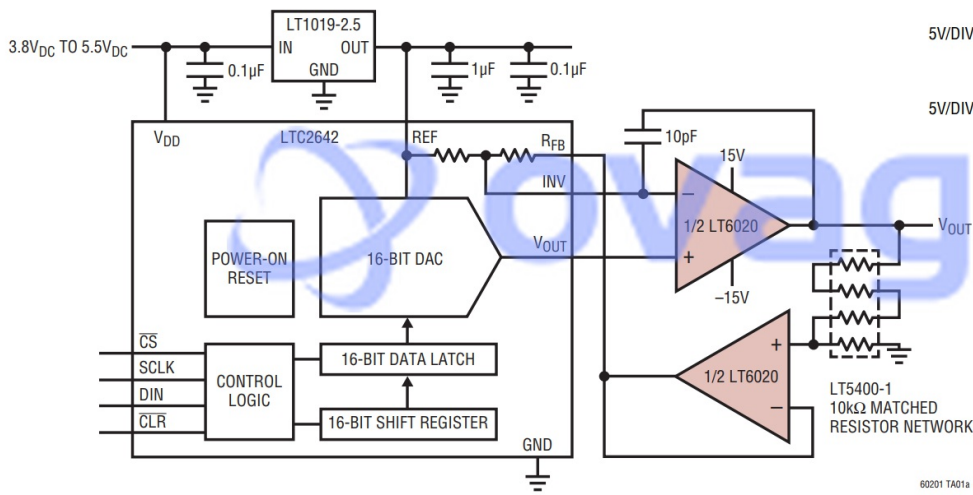 LT1019-2.5
3.8VDC TO 5.5VDC
IN
OUT
GND
0.1µF
1µF
0.1µF
5V/DIV
5V/DIV
VDD
LTC2642
REF
RFB
10pF
INV
15V
−
1/2 LT6020
+
–15V
VOUT
VOUT
POWER-ON
RESET
16-BIT DAC
CS
SCLK
DIN
CLR
CONTROL
LOGIC
16-BIT DATA LATCH
16-BIT SHIFT REGISTER
+
1/2 LT6020
−
LT5400-1
10kΩ MATCHED
RESISTOR NETWORK
GND
60201 TA01a
ovag